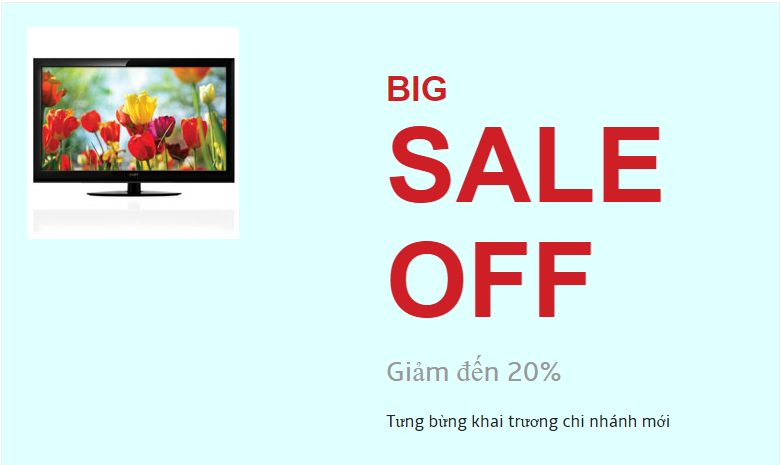 BIG
SALE
OFF
Giảm đến 20%
Tưng bừng khai trương chi nhánh mới